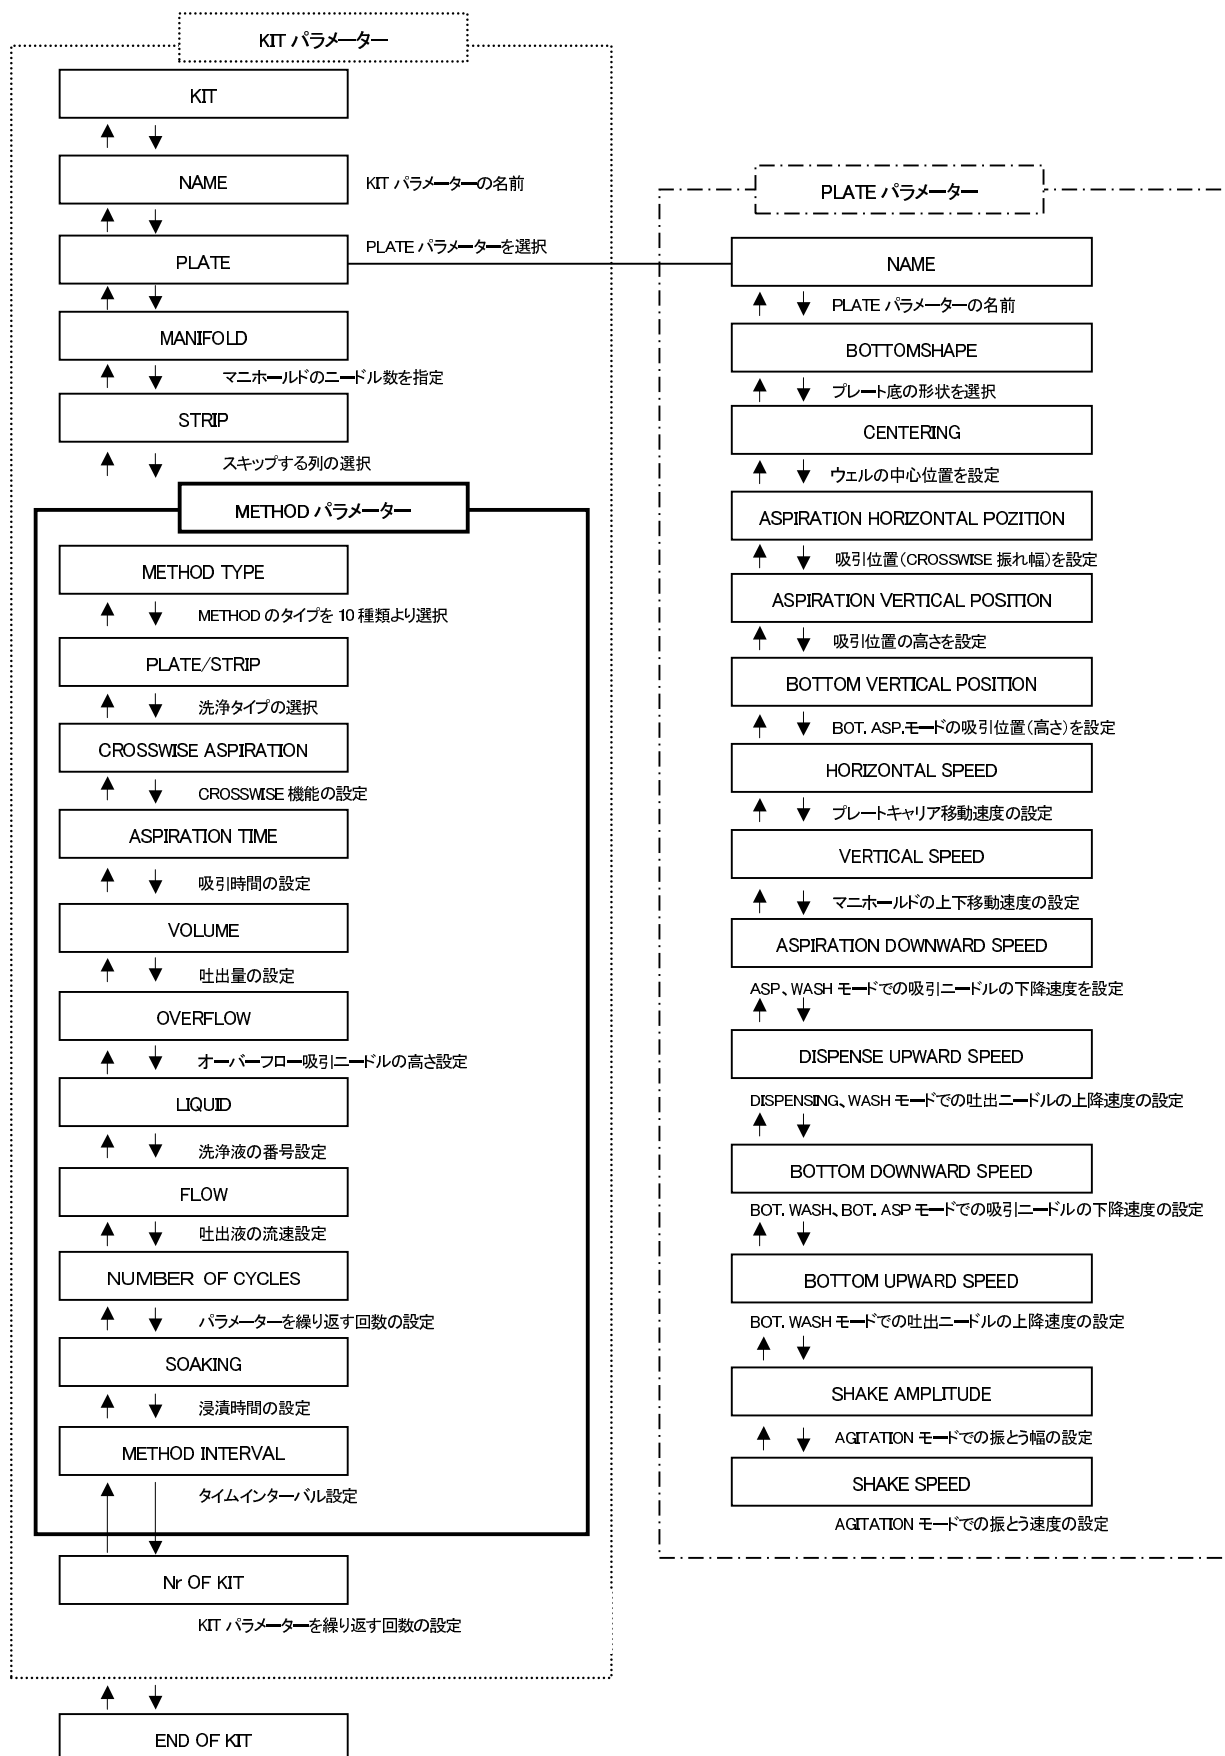 KIT パラメーター
KIT
NAME
KIT パラメーターの名前
PLATE
PLATE パラメーターを選択
MANIFOLD
マニホールドのニードル数を指定
STRIP
スキップする列の選択
METHOD パラメーター
METHOD TYPE
METHOD のタイプを 10 種類より選択
PLATE/STRIP
洗浄タイプの選択
CROSSWISE ASPIRATION
CROSSWISE 機能の設定
ASPIRATION TIME
吸引時間の設定
VOLUME
吐出量の設定
OVERFLOW
オーバーフロー吸引ニードルの高さ設定
LIQUID
洗浄液の番号設定
FLOW
吐出液の流速設定
NUMBER OF CYCLES
パラメーターを繰り返す回数の設定
SOAKING
浸漬時間の設定
METHOD INTERVAL
タイムインターバル設定
Nr OF KIT
KIT パラメーターを繰り返す回数の設定
END OF KIT
PLATE パラメーター
NAME
PLATE パラメーターの名前
BOTTOMSHAPE
プレート底の形状を選択
CENTERING
ウェルの中心位置を設定
ASPIRATION HORIZONTAL POZITION
吸引位置(CROSSWISE 振れ幅)を設定
ASPIRATION VERTICAL POSITION
吸引位置の高さを設定
BOTTOM VERTICAL POSITION
BOT. ASP.モードの吸引位置(高さ)を設定
HORIZONTAL SPEED
プレートキャリア移動速度の設定
VERTICAL SPEED
マニホールドの上下移動速度の設定
ASPIRATION DOWNWARD SPEED
ASP、WASH モードでの吸引ニードルの下降速度を設定
DISPENSE UPWARD SPEED
DISPENSING、WASH モードでの吐出ニードルの上降速度の設定
BOTTOM DOWNWARD SPEED
BOT. WASH、BOT. ASP モードでの吸引ニードルの下降速度の設定
BOTTOM UPWARD SPEED
BOT. WASH モードでの吐出ニードルの上降速度の設定
SHAKE AMPLITUDE
AGITATION モードでの振とう幅の設定
SHAKE SPEED
AGITATION モードでの振とう速度の設定